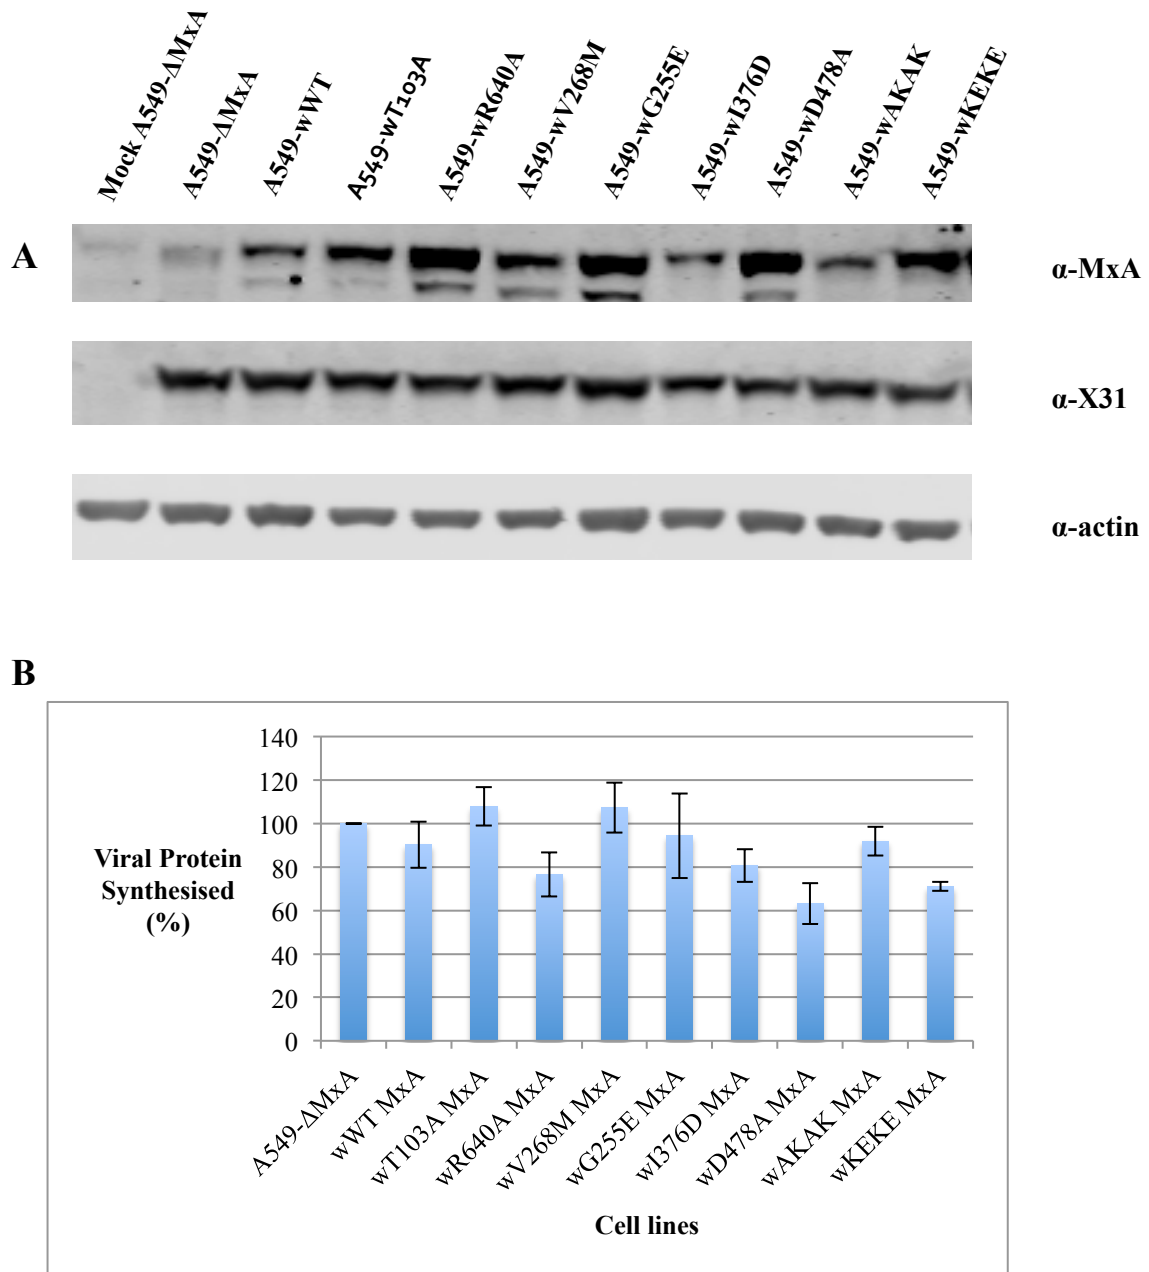 Mock A549-ΔMxA
A549-ΔMxA
A549-wWT
A549-wT103A
A549-wR640A
A549-wV268M
A549-wG255E
A549-wI376D
A549-wD478A
A549-wAKAK
A549-wKEKE
A
α-MxA
α-X31
α-actin
B
140
120
100
80
60
40
20
0
Viral Protein
Synthesised
(%)
A549-ΔMxA
wWT MxA
wT103A MxA
wR640A MxA
wV268M MxA
wG255E MxA
wI376D MxA
wD478A MxA
wAKAK MxA
wKEKE MxA
Cell lines